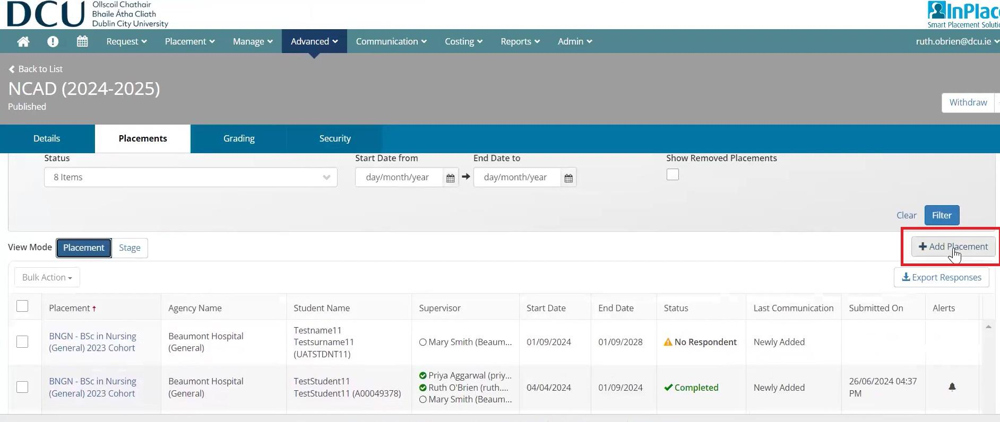 DCU
Ollscoil Chathair
Bhaile Átha Cliath
Dublin City University
InPlac
Smart Placement Solutio
Request Placement Manage Advanced Communication Costing Reports Admin ruth.obrien@dcu.ie
Back to List
NCAD (2024-2025)
Published
Withdraw
Details Placements Grading Security
Status Start Date from End Date to Show Removed Placements
8 Items day/month/year day/month/year
Clear Filter
View Mode Placement Stage + Add Placement
Bulk Action Export Responses
Placement Agency Name Student Name Supervisor Start Date End Date Status Last Communication Submitted On Alerts
BNGN - BSc in Nursing
(General) 2023 Cohort
Beaumont Hospital
(General)
Testname11
Testsurname11
(UATSTDNT11)
Mary Smith (Beaum...
01/09/2024
01/09/2028
No Respondent
Newly Added
BNGN - BSc in Nursing
(General) 2023 Cohort
Beaumont Hospital
(General)
TestStudent11
TestStudent11 (A00049378)
Priya Aggarwal (priy...
Ruth O'Brien (ruth....
Mary Smith (Beaum...
04/04/2024
01/09/2024
Completed
Newly Added
26/06/2024 04:37
PM